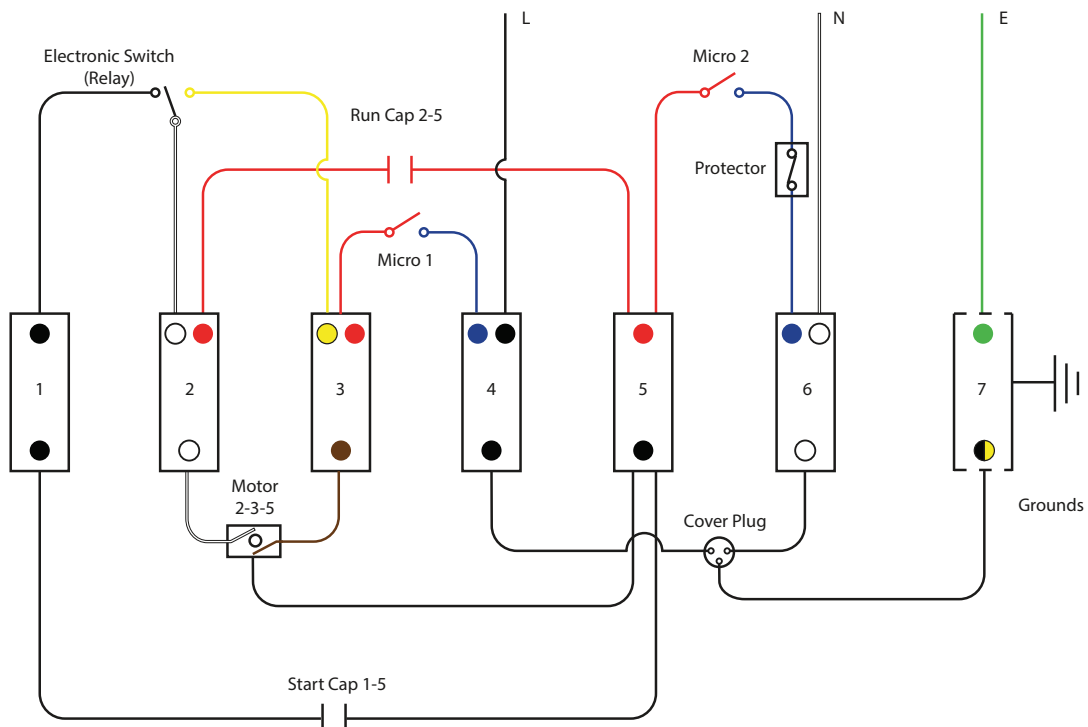 L
N
E
Electronic Switch
(Relay)
Micro 2
Run Cap 2-5
Protector
Micro 1
1
2
3
4
5
6
7
Motor
2-3-5
Grounds
Cover Plug
Start Cap 1-5